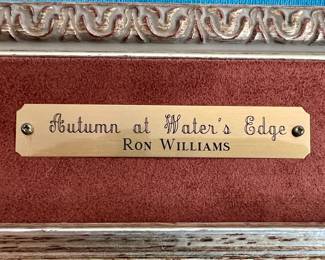 Autumn at Water's Edge
RON WILLIAMS